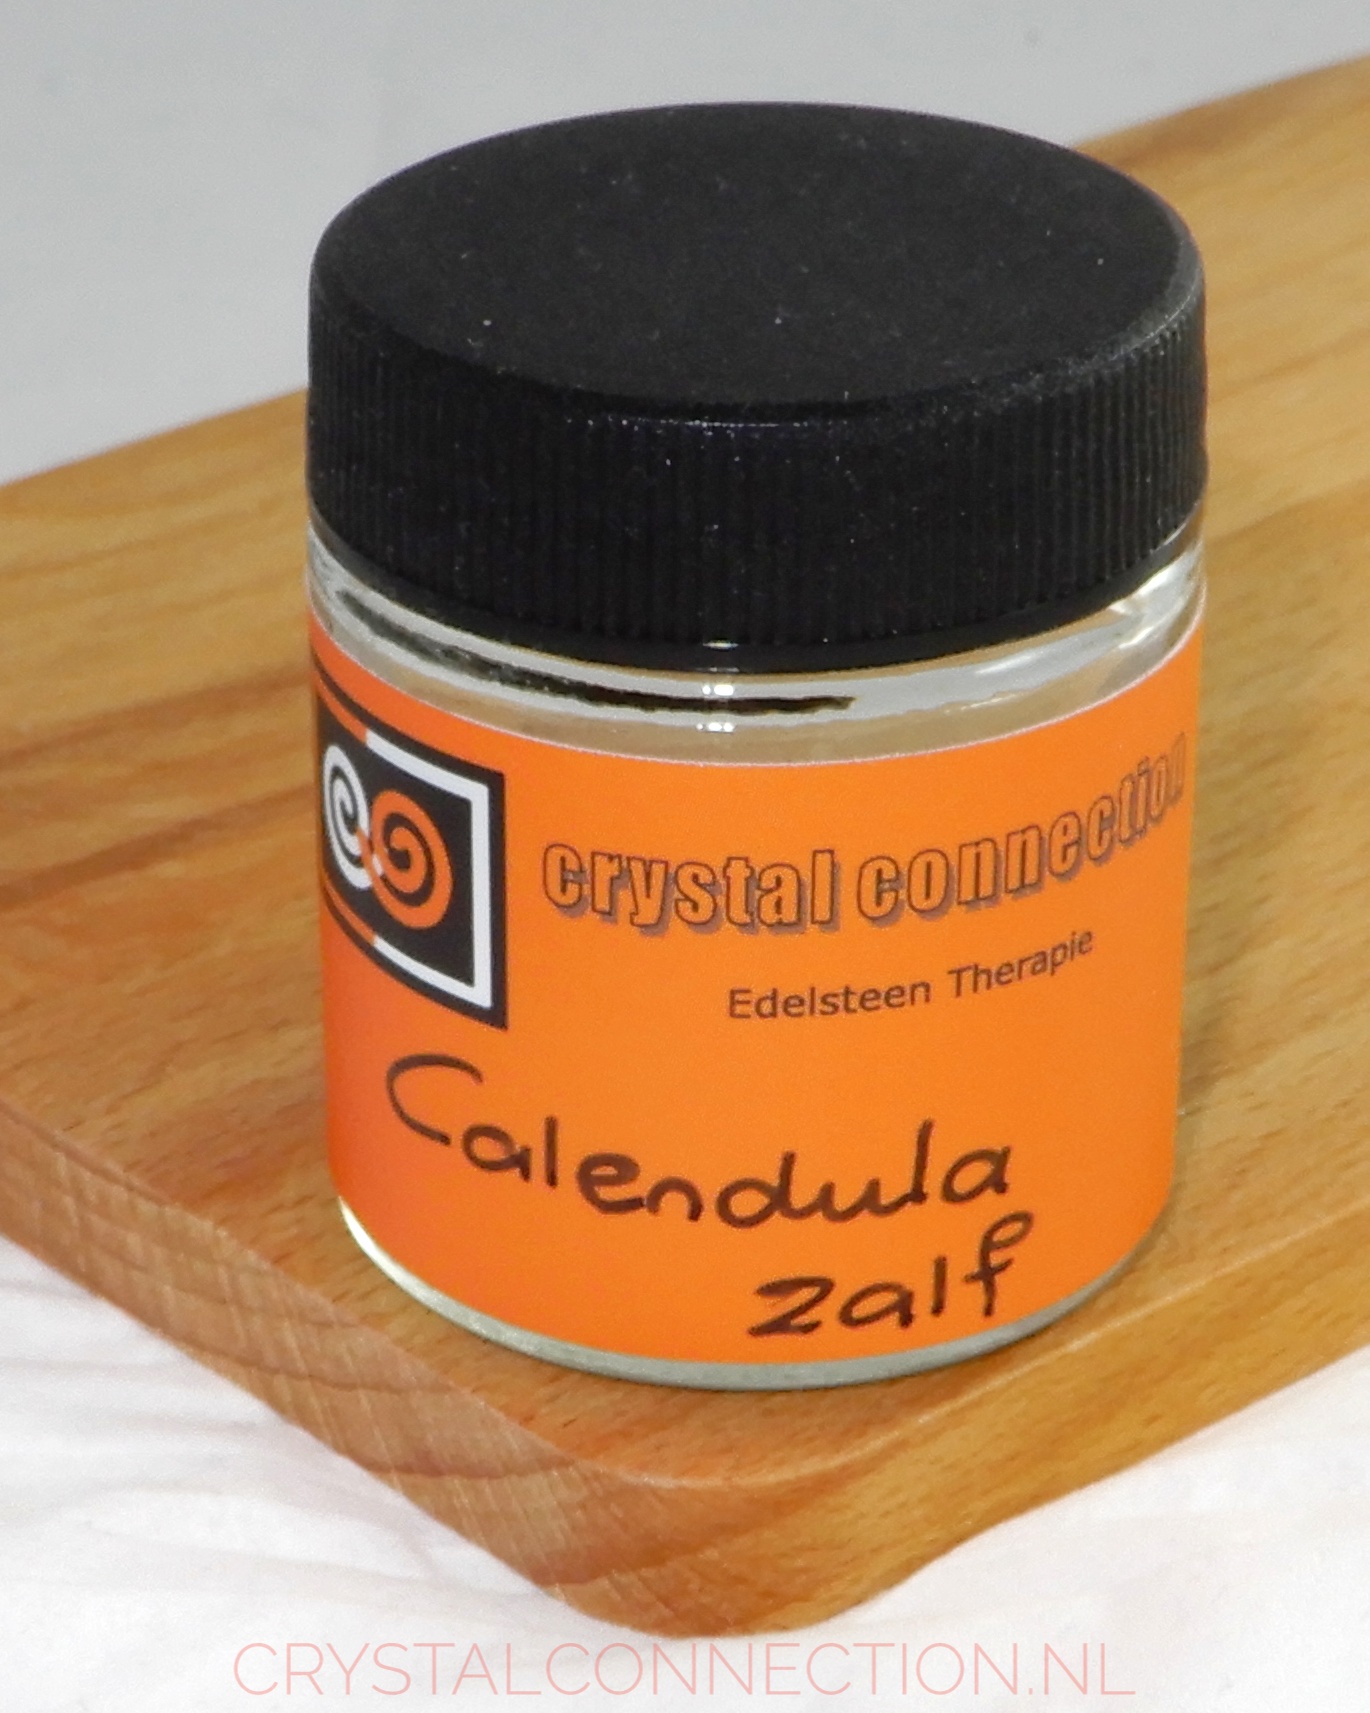 crystal connection
Edelsteen Therapie
Calendula
zalf
CRYSTALCONNECTION.NL